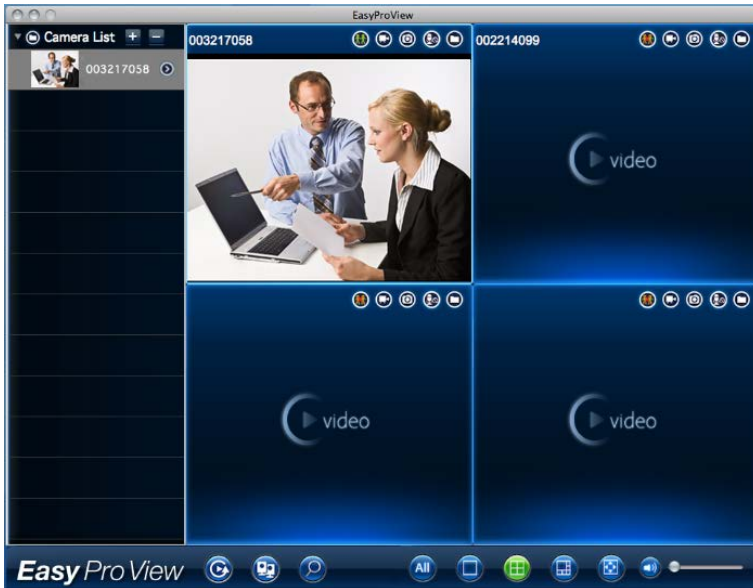 EasyProView
Camera List
003217058
003217058
002214099
video
video
video
Easy Pro View
All